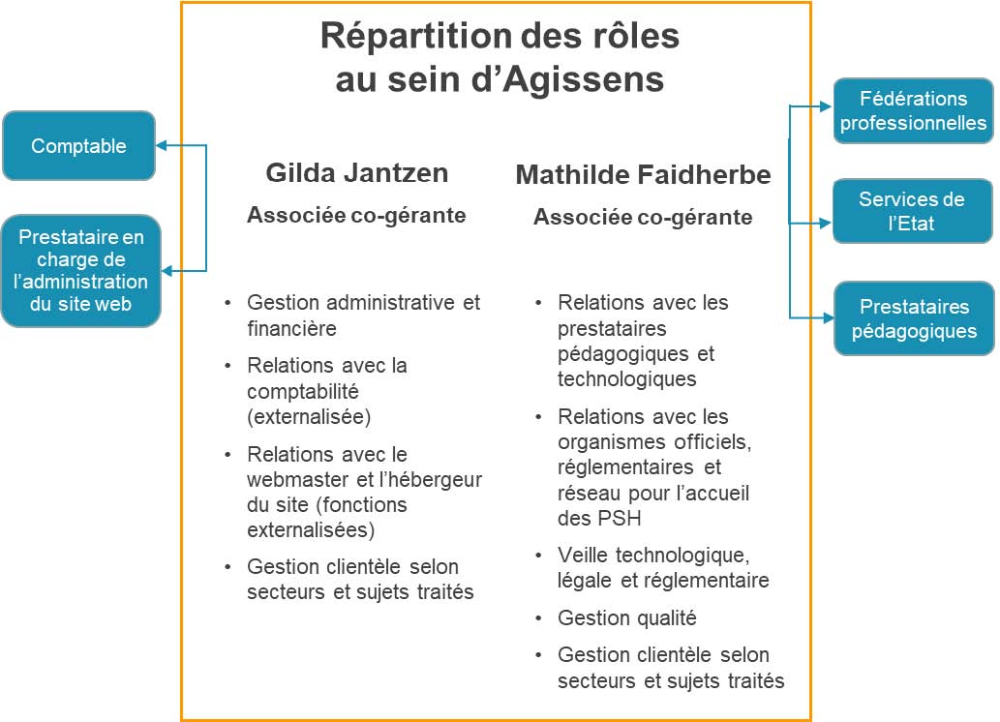 Répartition des rôles
au sein d’Agissens
Comptable
Prestataire en
charge de
l’administration
du site web
Gilda Jantzen
Associée co-gérante
• Gestion administrative et
financière
• Relations avec la
comptabilité
(externalisée)
• Relations avec le
webmaster et l’hébergeur
du site (fonctions
externalisées)
• Gestion clientèle selon
secteurs et sujets traités
Mathilde Faidherbe
Associée co-gérante
• Relations avec les
prestataires
pédagogiques et
technologiques
• Relations avec les
organismes officiels,
réglementaires et
réseau pour l’accueil
des PSH
• Veille technologique,
légale et réglementaire
• Gestion qualité
• Gestion clientèle selon
secteurs et sujets traités
Fédérations
professionnelles
Services de
l’Etat
Prestataires
pédagogiques